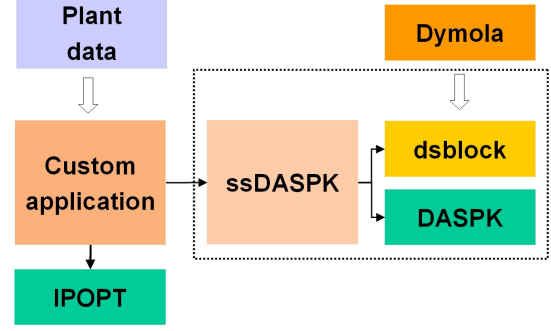 Plant
data
Dymola
Custom
application
ssDASPK
dsblock
DASPK
IPOPT